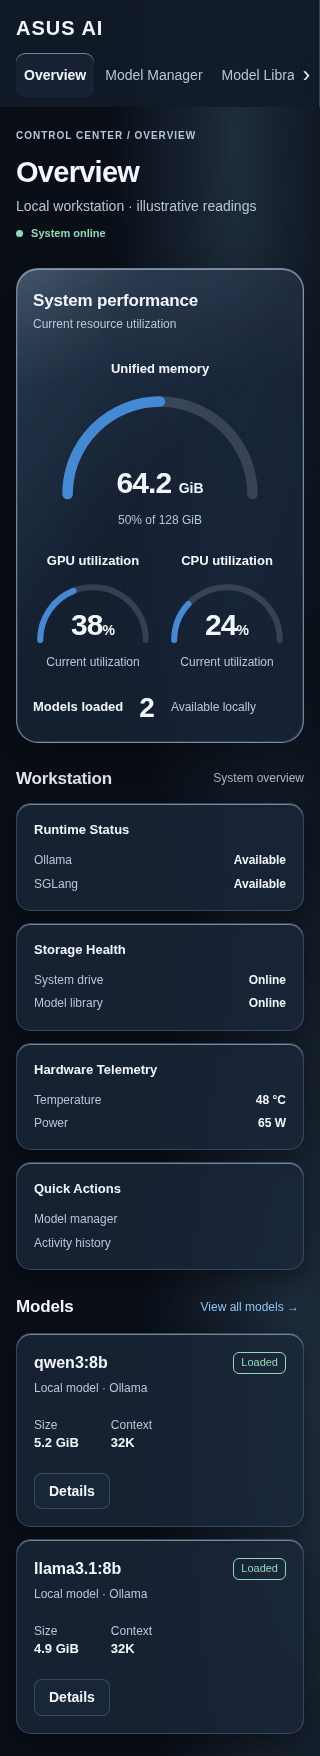 ASUS AI
Overview Model Manager Model Libra ›
CONTROL CENTER / OVERVIEW
Overview
Local workstation · illustrative readings
System online
System performance
Current resource utilization
Unified memory
64.2 GiB
50% of 128 GiB
GPU utilization CPU utilization
38% 24%
Current utilization Current utilization
Models loaded 2 Available locally
Workstation System overview
Runtime Status
Ollama Available
SGLang Available
Storage Health
System drive Online
Model library Online
Hardware Telemetry
Temperature 48 °C
Power 65 W
Quick Actions
Model manager
Activity history
Models View all models →
qwen3:8b Loaded
Local model · Ollama
Size Context
5.2 GiB 32K
Details
llama3.1:8b Loaded
Local model · Ollama
Size Context
4.9 GiB 32K
Details